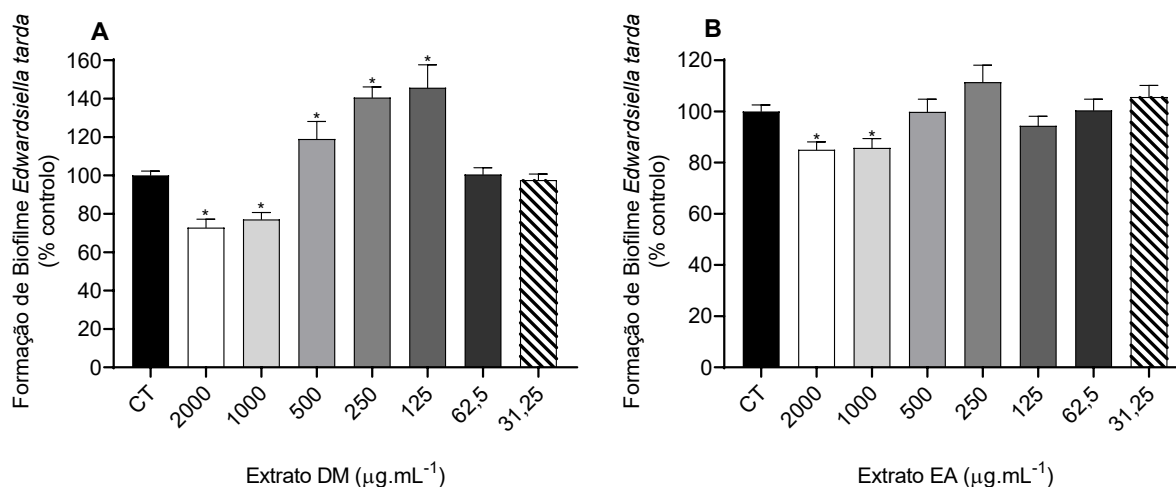 A
Formação de Biofilme Edwardsiella tarda
(% controlo)
160
140
120
100
80
60
40
20
0
* * * * *
CT 2000 1000 500 250 125 62,5 31,25
Extrato DM (μg.mL⁻¹)
B
Formação de Biofilme Edwardsiella tarda
(% controlo)
120
100
80
60
40
20
0
* *
CT 2000 1000 500 250 125 62,5 31,25
Extrato EA (μg.mL⁻¹)